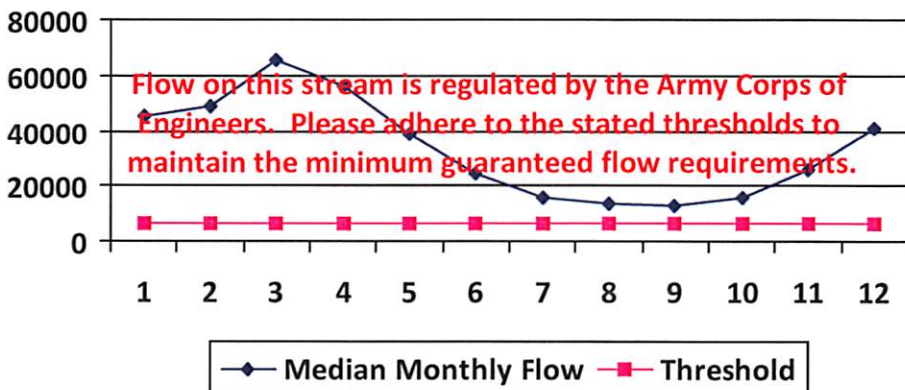 80000
60000
40000
20000
0
Flow on this stream is regulated by the Army Corps of
Engineers.  Please adhere to the stated thresholds to
maintain the minimum guaranteed flow requirements.
1 2 3 4 5 6 7 8 9 10 11 12
Median Monthly Flow Threshold